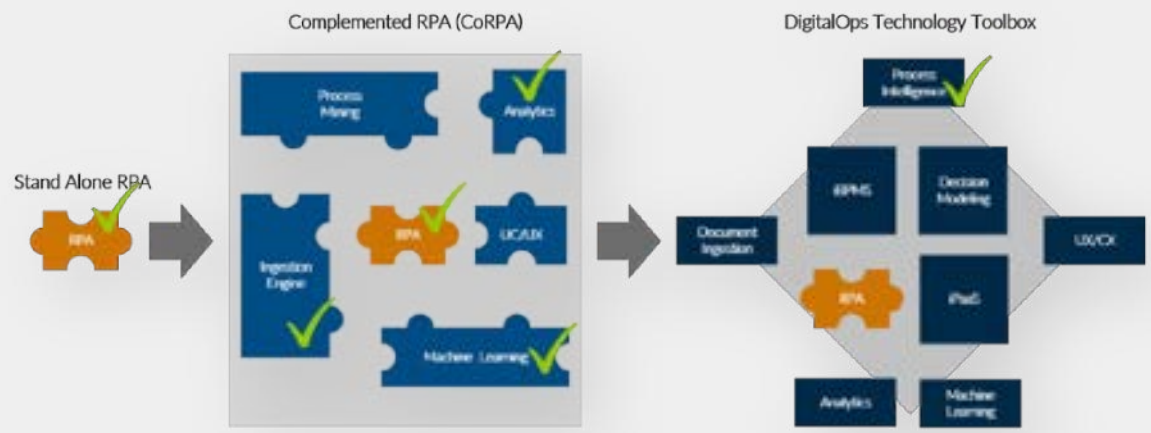 Complemented RPA (CoRPA)
DigitalOps Technology Toolbox
Stand Alone RPA
RPA
Process
Mining
Analytics
Ingestion
Engine
RPA
UC/UX
Machine Learning
Process
Intelligence
iBPMS
Decision
Modeling
Document
Ingestion
UX/CX
RPA
iPaaS
Analytics
Machine
Learning